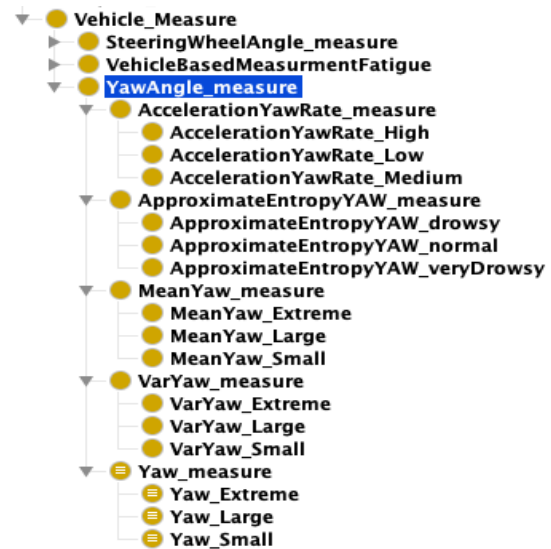 Vehicle_Measure
SteeringWheelAngle_measure
VehicleBasedMeasurmentFatigue
YawAngle_measure
AccelerationYawRate_measure
AccelerationYawRate_High
AccelerationYawRate_Low
AccelerationYawRate_Medium
ApproximateEntropyYAW_measure
ApproximateEntropyYAW_drowsy
ApproximateEntropyYAW_normal
ApproximateEntropyYAW_veryDrowsy
MeanYaw_measure
MeanYaw_Extreme
MeanYaw_Large
MeanYaw_Small
VarYaw_measure
VarYaw_Extreme
VarYaw_Large
VarYaw_Small
Yaw_measure
Yaw_Extreme
Yaw_Large
Yaw_Small